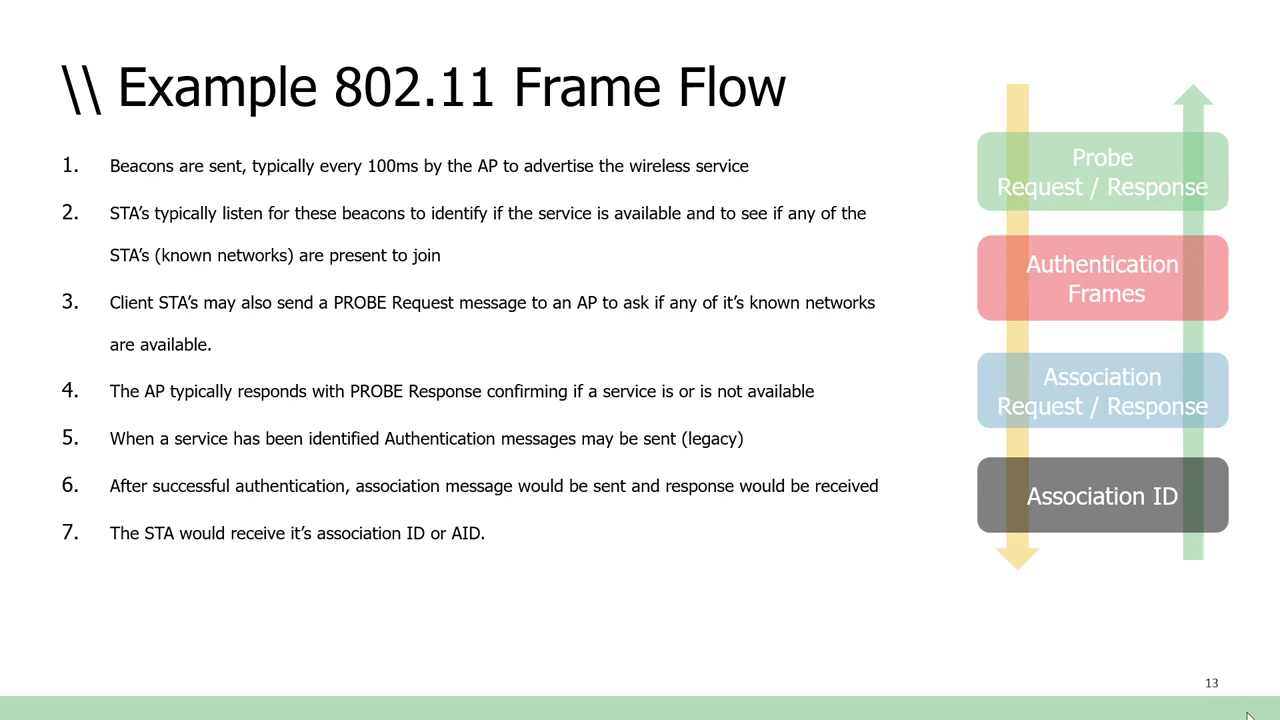 \\ Example 802.11 Frame Flow
1. Beacons are sent, typically every 100ms by the AP to advertise the wireless service
2. STA’s typically listen for these beacons to identify if the service is available and to see if any of the
STA’s (known networks) are present to join
3. Client STA’s may also send a PROBE Request message to an AP to ask if any of it’s known networks
are available.
4. The AP typically responds with PROBE Response confirming if a service is or is not available
5. When a service has been identified Authentication messages may be sent (legacy)
6. After successful authentication, association message would be sent and response would be received
7. The STA would receive it’s association ID or AID.
Probe
Request / Response
Authentication
Frames
Association
Request / Response
Association ID
13